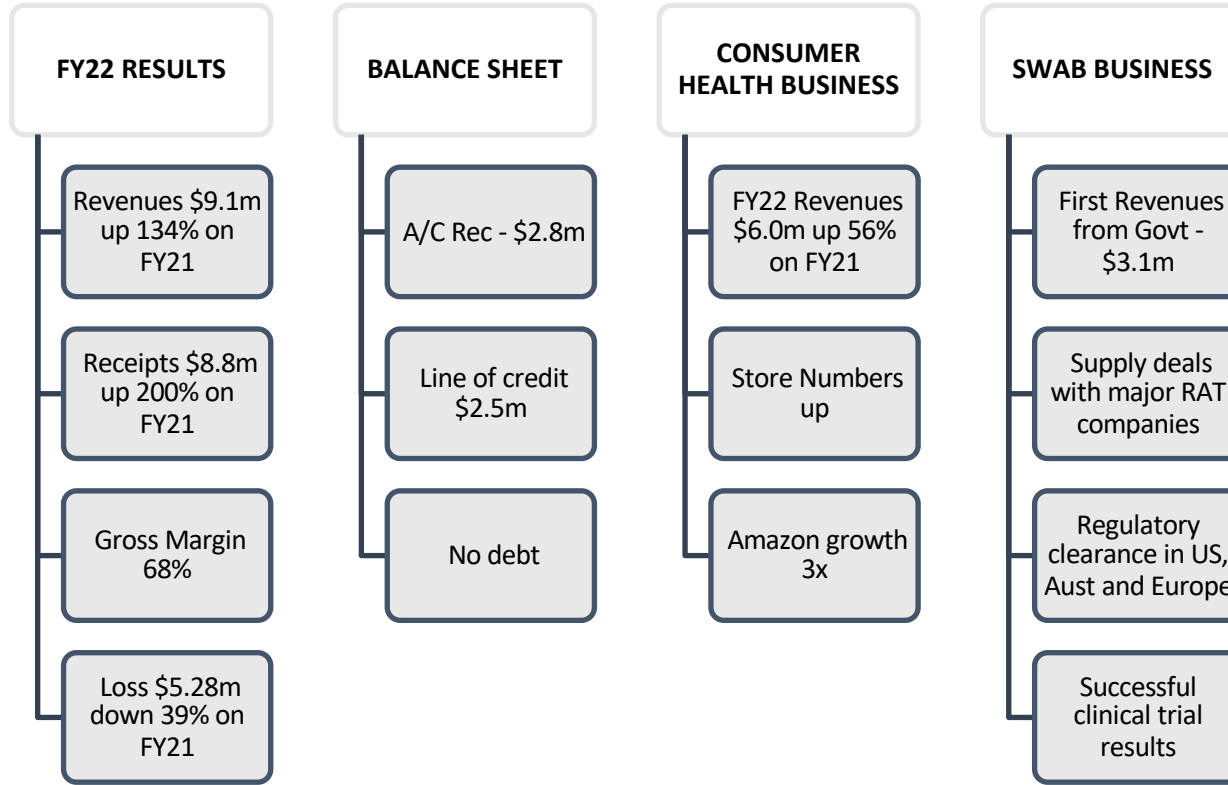 FY22 RESULTS
Revenues $9.1m
up 134% on
FY21
Receipts $8.8m
up 200% on
FY21
Gross Margin
68%
Loss $5.28m
down 39% on
FY21
BALANCE SHEET
A/C Rec - $2.8m
Line of credit
$2.5m
No debt
CONSUMER
HEALTH BUSINESS
FY22 Revenues
$6.0m up 56%
on FY21
Store Numbers
up
Amazon growth
3x
SWAB BUSINESS
First Revenues
from Govt -
$3.1m
Supply deals
with major RAT
companies
Regulatory
clearance in US,
Aust and Europe
Successful
clinical trial
results